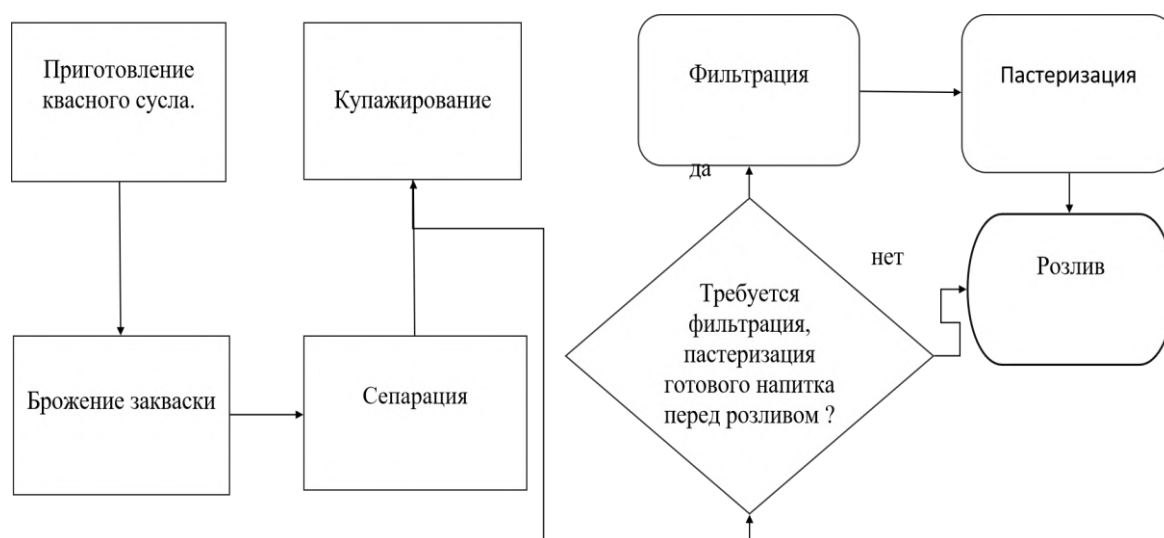 Приготовление
квасного сусла.
Брожение закваски
Сепарация
Купажирование
Требуется
фильтрация,
пастеризация
готового напитка
перед розливом ?
да
Фильтрация
Пастеризация
нет
Розлив